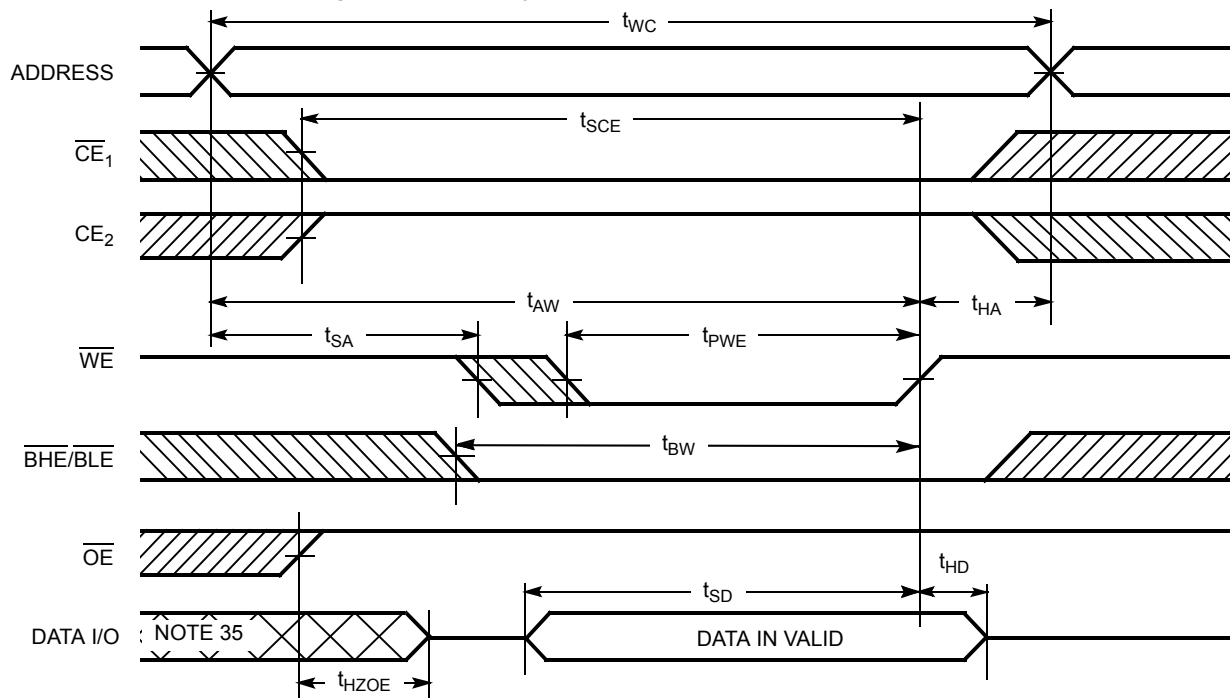 tWC
ADDRESS
tSCE
CE1
CE2
tAW
tHA
tSA
tPWE
WE
tBW
BHE/BLE
OE
tHD
tSD
DATA I/O
NOTE 35
DATA IN VALID
tHZOE